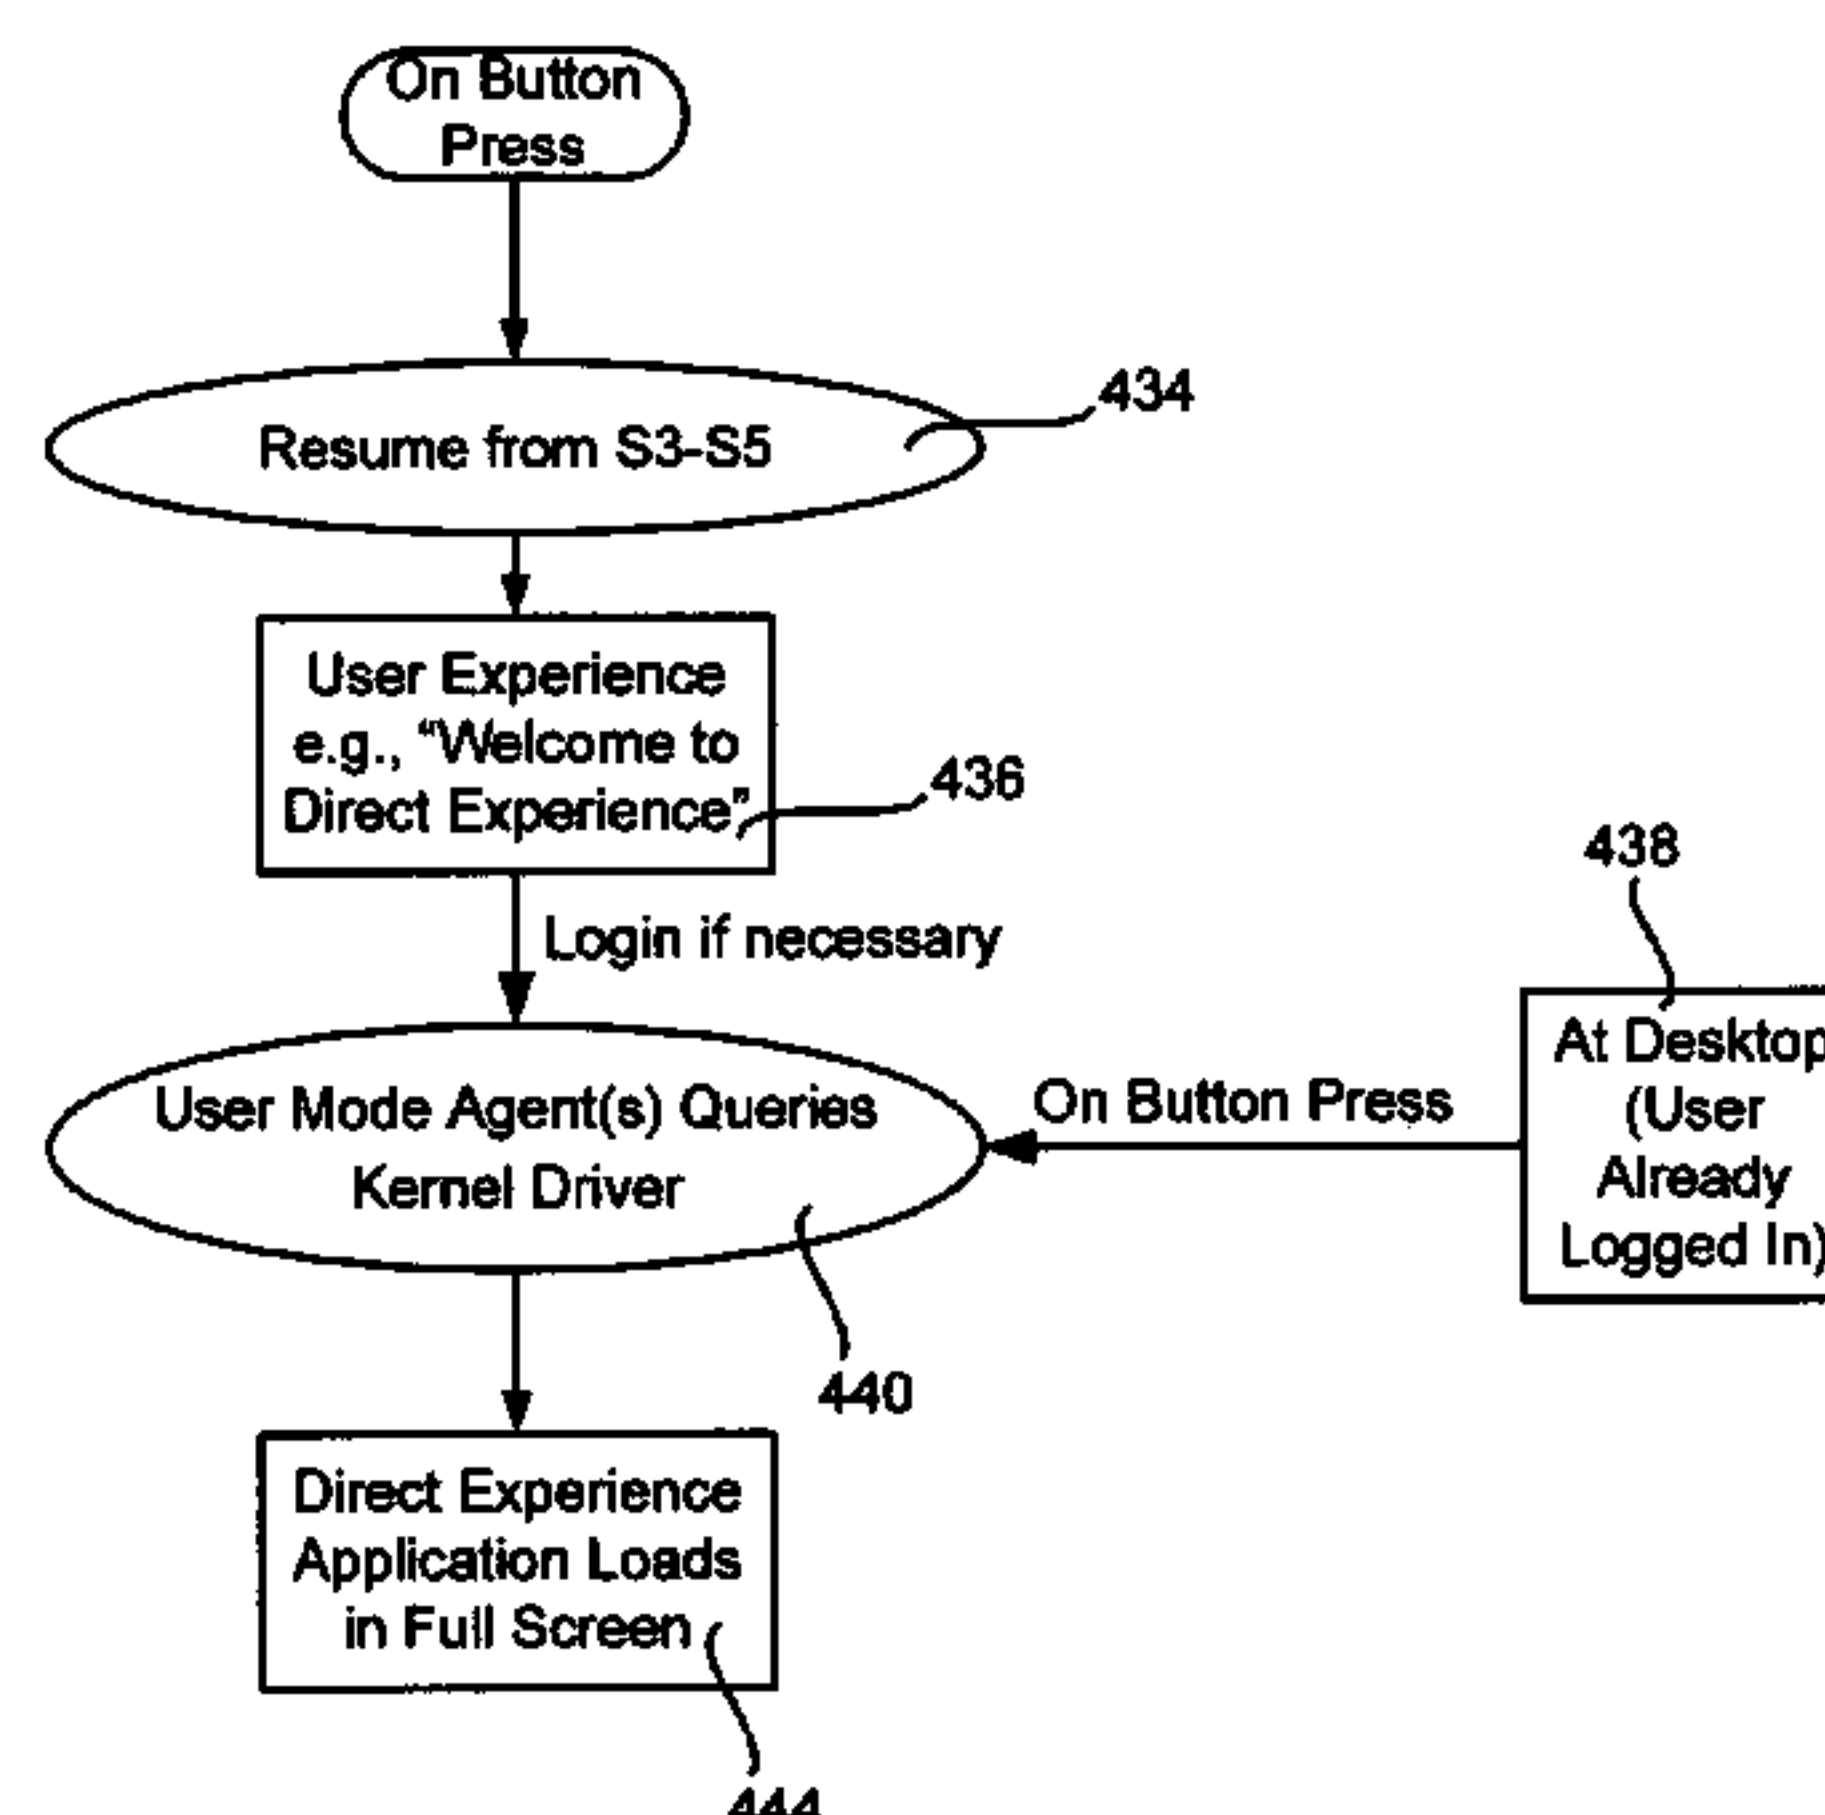 On Button
Press
434
Resume from S3-S5
User Experience
e.g., “Welcome to
Direct Experience”
436
438
Login if necessary
At Desktop
(User
Already
Logged In)
On Button Press
User Mode Agent(s) Queries
Kernel Driver
440
Direct Experience
Application Loads
in Full Screen
444